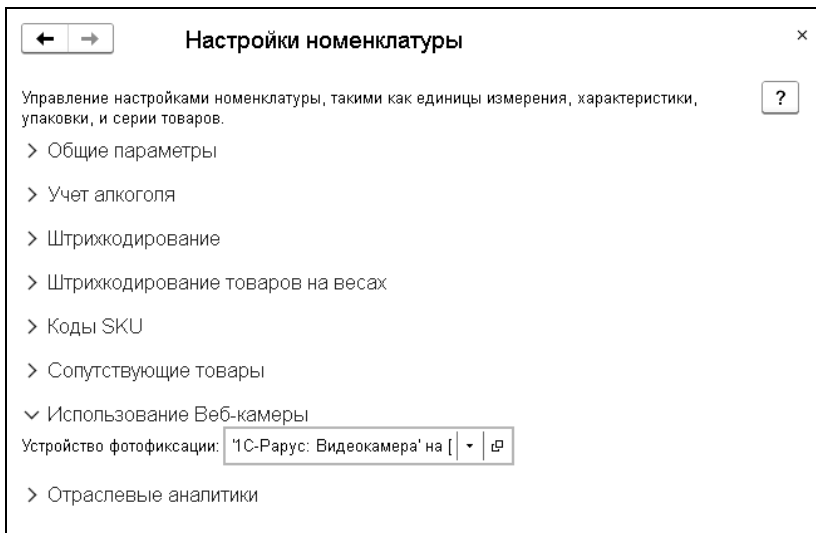 Настройки номенклатуры
Управление настройками номенклатуры, такими как единицы измерения, характеристики,
упаковки, и серии товаров.
?
Общие параметры
Учет алкоголя
Штрихкодирование
Штрихкодирование товаров на весах
Коды SKU
Сопутствующие товары
Использование Веб-камеры
Устройство фотофиксации: '1С-Рарус: Видеокамера' на [
Отраслевые аналитики